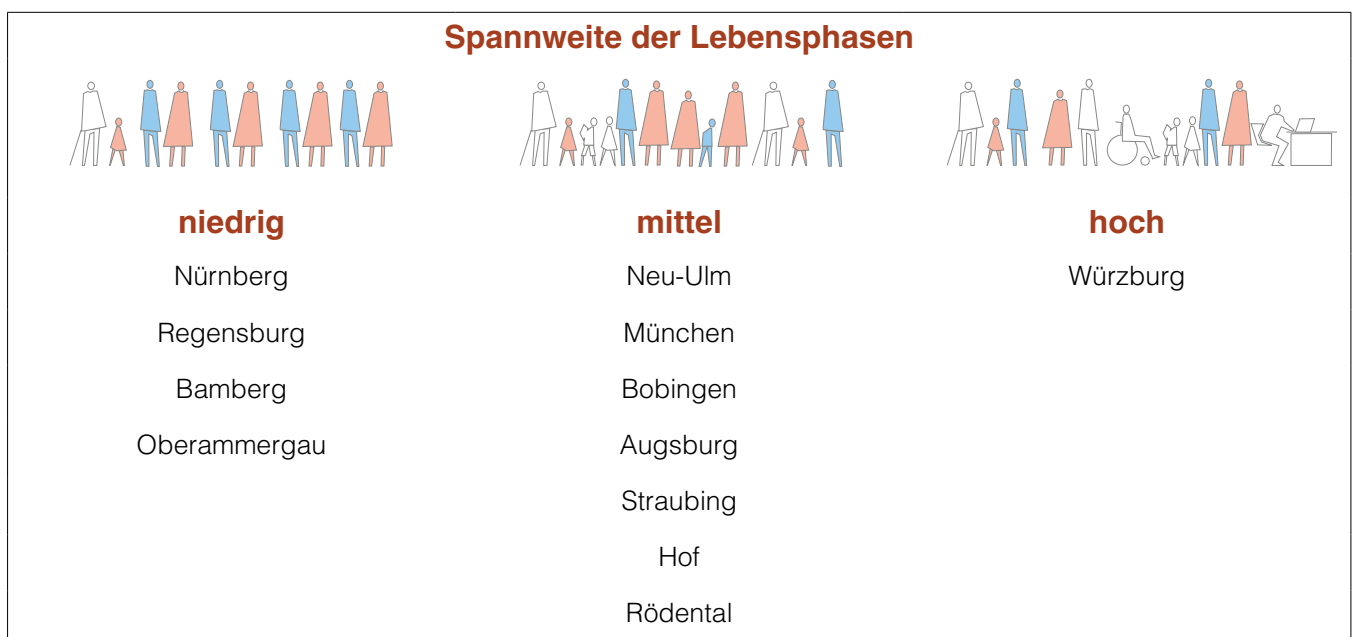 Spannweite der Lebensphasen
niedrig
Nürnberg
Regensburg
Bamberg
Oberammergau
mittel
Neu-Ulm
München
Bobingen
Augsburg
Straubing
Hof
Rödental
hoch
Würzburg